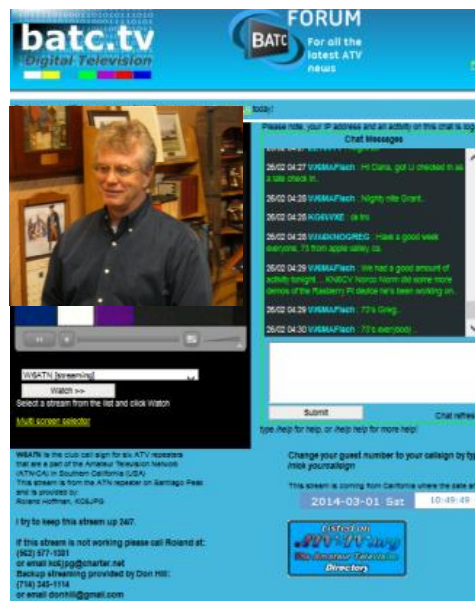 batc.tv
Digital Television
BATC
FORUM
For all the
latest ATV
news
today!
Please note, your IP address and an activity on this chat is log
Chat Messages
26/02 04:27 W6MAFlach : Hi Dana, got U checked in as
a late check in..
26/02 04:28 W6MAFlach : Nighty nite Grant..
26/02 04:28
26/02 04:28 : Have a good week
everyone. 73 from apple valley, ca.
26/02 04:29 W6MAFlach : We had a good amount of
activity tonight ... Norco Norm did some more
demos of the Rasberry Pi device he's been working on..
26/02 04:29 W6MAFlach : 73's Greg..
26/02 04:30 W6MAFlach : 73's everybody ..
W6ATN [streaming]
Watch >>
Select a stream from the list and click Watch
Multi screen selector
Submit
Chat refres
type /help for help, or /help help for more help!
W6ATN is the club call sign for six ATV repeaters
that are a part of the Amateur Television Network
(ATN-CA) in Southern California (USA)
This stream is from the ATN repeater on Santiago Peak
and is provided by:
Roland Hoffman, KC6JPG
I try to keep this stream up 24/7.
If this stream is not working please call Roland at:
(562) 577-1331
or email kc6jpg@charter.net
Backup streaming provided by Don Hill:
(714) 345-1114
or email donhill@gmail.com
Change your guest number to your callsign by typ
/nick yourcallsign
This stream is coming from California where the date an
2014-03-01 Sat 10:49:49
Listed on
The Amateur Television
Directory